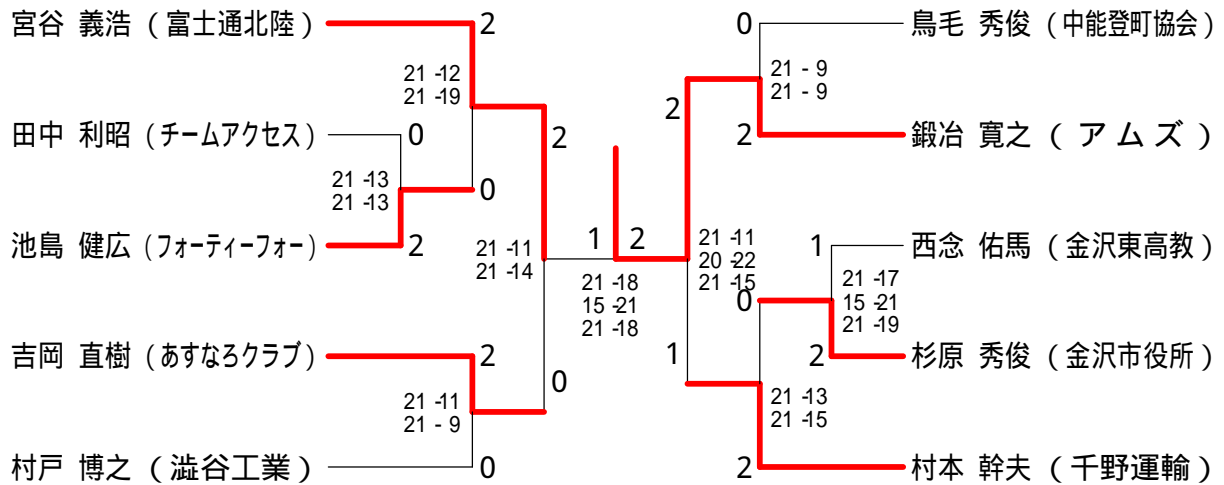 宮谷 義浩 (富士通北陸)
2
21 -12
21 -19
田中 利昭 (チームアクセス)
0
2
21 -13
21 -13
0
池島 健広 (フォーティーフォー)
2
21 -11
21 -14
吉岡 直樹 (あすなろクラブ)
2
0
21 -11
21 - 9
村戸 博之 (澁谷工業)
0
1
2
21 -18
15 -21
21 -18
0
鳥毛 秀俊 (中能登町協会)
21 - 9
21 - 9
2
2
鍛冶 寛之 (アムズ)
21 -11
20 -22
21 -15
1
西念 佑馬 (金沢東高教)
21 -17
15 -21
21 -19
0
2
杉原 秀俊 (金沢市役所)
1
21 -13
21 -15
2
村本 幹夫 (千野運輸)